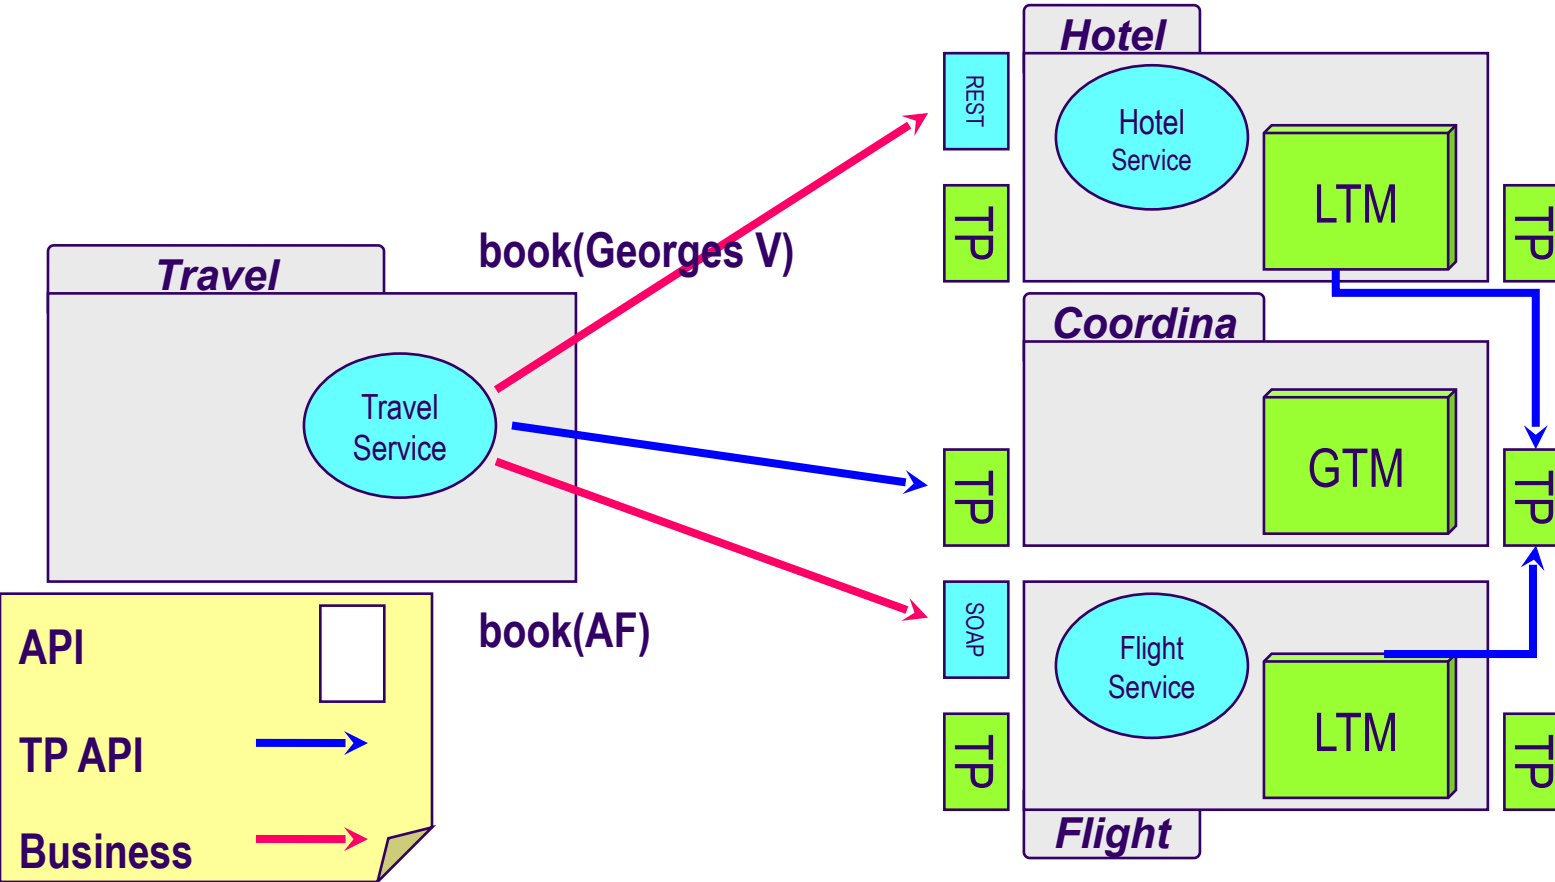 Hotel
REST
Hotel
Service
LTM
TP
TP
book(Georges V)
Travel
Coordina
Travel
Service
GTM
TP
TP
SOAP
Flight
Service
book(AF)
API
LTM
TP
TP
TP API
Flight
Business